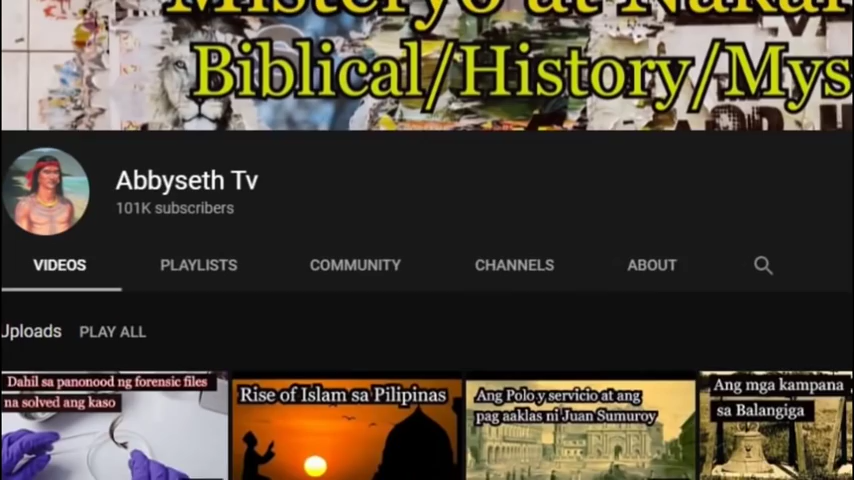 Biblical/History/Mys
Abbyseth Tv
101K subscribers
VIDEOS PLAYLISTS COMMUNITY CHANNELS ABOUT
Uploads PLAY ALL
Dahil sa panonood ng forensic files
na solved ang kaso
Rise of Islam sa Pilipinas
Ang Polo y servicio at ang
pag aaklas ni Juan Sumuroy
Ang mga kampana
sa Balangiga